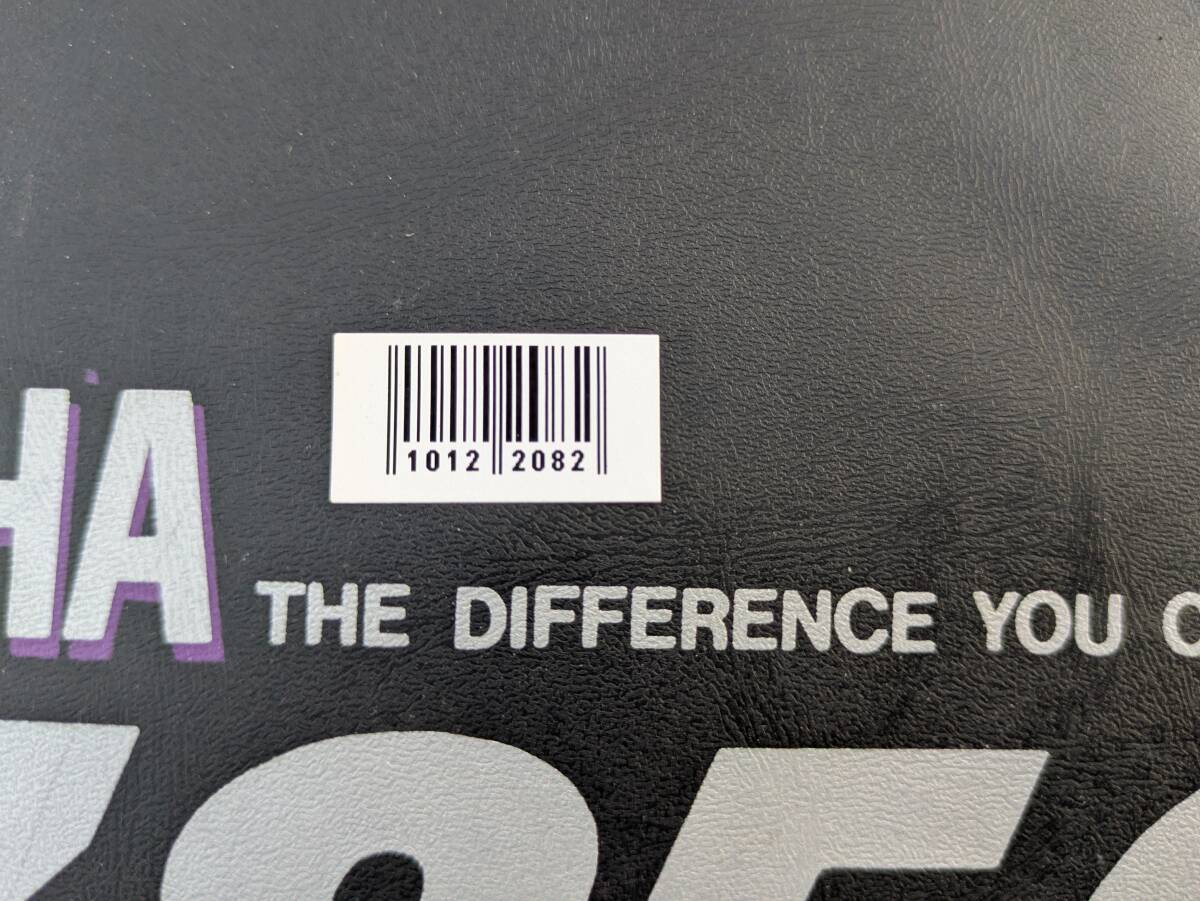 1012 2082
HA
THE DIFFERENCE YOU C